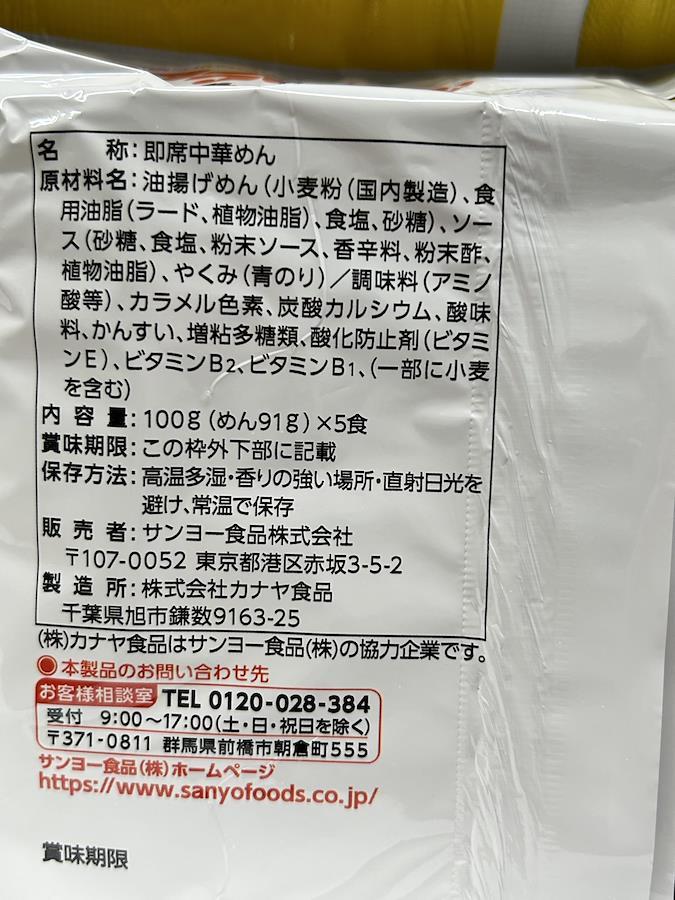 名　　称：即席中華めん
原材料名：油揚げめん（小麦粉（国内製造）、食
用油脂（ラード、植物油脂）、食塩、砂糖）、ソー
ス（砂糖、食塩、粉末ソース、香辛料、粉末酢、
植物油脂）、やくみ（青のり）／調味料（アミノ
酸等）、カラメル色素、炭酸カルシウム、酸味
料、かんすい、増粘多糖類、酸化防止剤（ビタミ
ンE）、ビタミンB2、ビタミンB1、（一部に小麦
を含む）
内 容 量：100g（めん91g）×5食
賞味期限：この枠外下部に記載
保存方法：高温多湿・香りの強い場所・直射日光を
避け、常温で保存
販 売 者：サンヨー食品株式会社
〒107-0052 東京都港区赤坂3-5-2
製 造 所：株式会社カナヤ食品
千葉県旭市鎌数9163-25
（株）カナヤ食品はサンヨー食品（株）の協力企業です。
●本製品のお問い合わせ先
お客様相談室 TEL 0120-028-384
受付 9:00〜17:00（土・日・祝日を除く）
〒371-0811 群馬県前橋市朝倉町555
サンヨー食品（株）ホームページ
https://www.sanyofoods.co.jp/
賞味期限